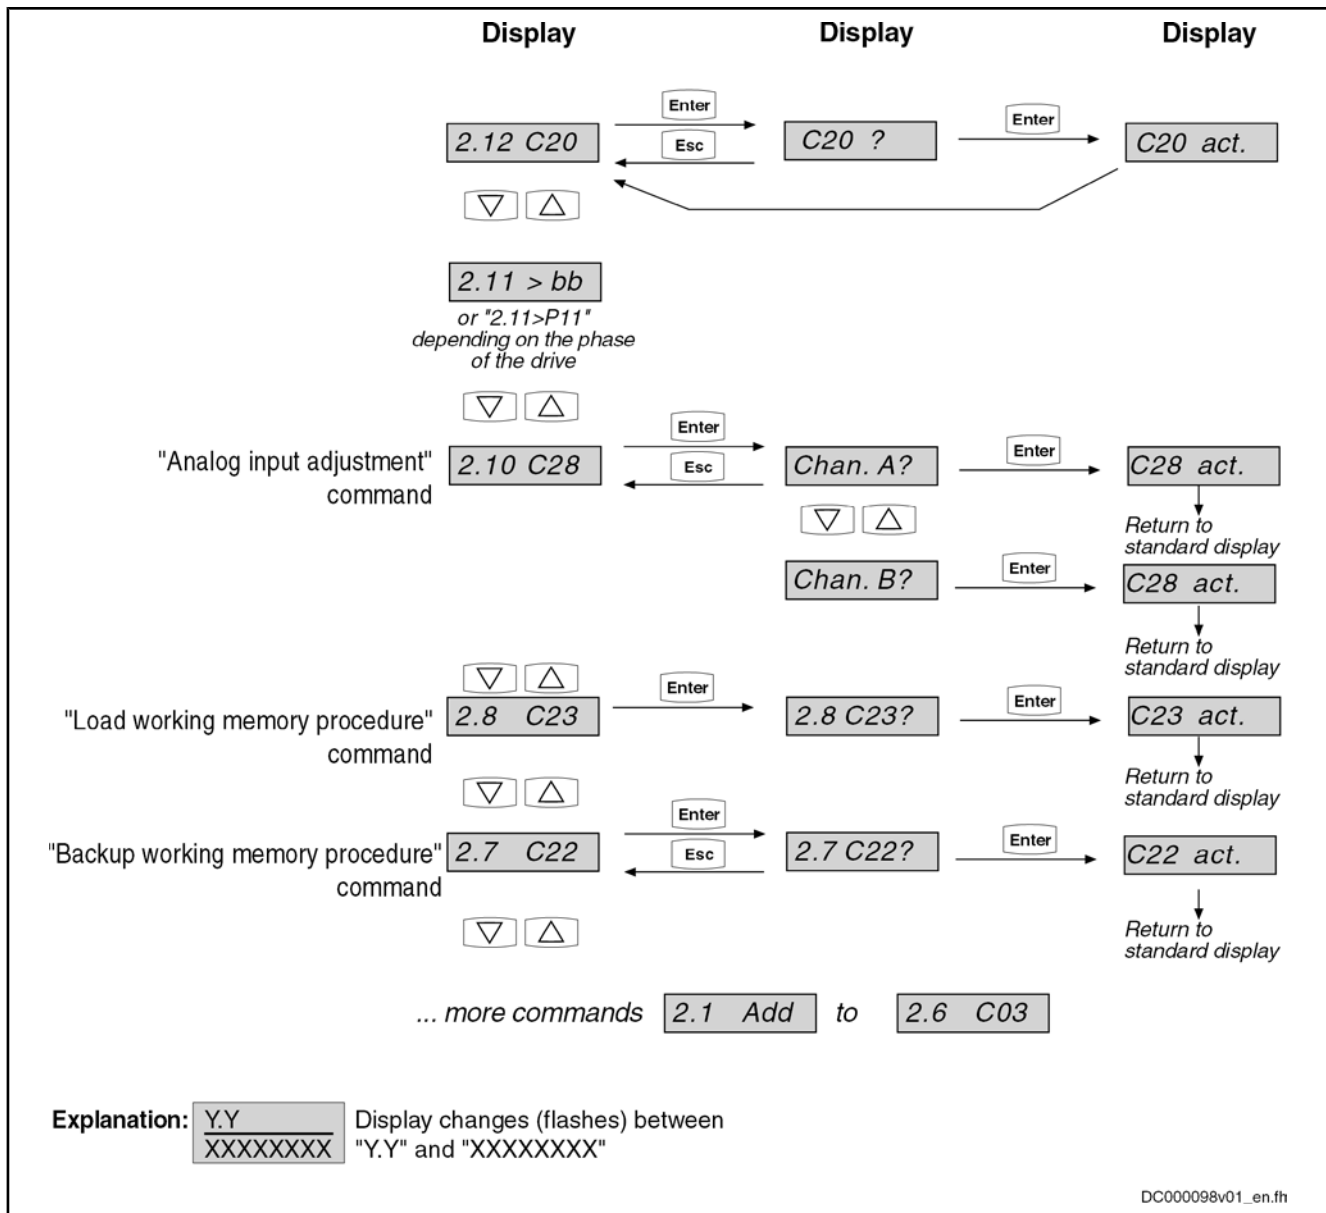 Display Display Display
Enter
Enter
2.12 C20 Esc C20 ? C20 act.
2.11 > bb
or "2.11>P11"
depending on the phase
of the drive
Enter
Enter
"Analog input adjustment" 2.10 C28 Esc Chan. A? C28 act.
command
Return to
standard display
Enter
Chan. B? C28 act.
Return to
standard display
Enter
Enter
"Load working memory procedure" 2.8 C23 2.8 C23? C23 act.
command
Return to
standard display
Enter
Enter
"Backup working memory procedure" 2.7 C22 Esc 2.7 C22? C22 act.
command
Return to
standard display
... more commands 2.1 Add to 2.6 C03
Explanation: Y.Y Display changes (flashes) between
XXXXXXXX "Y.Y" and "XXXXXXXX"
DC000098v01_en.fh